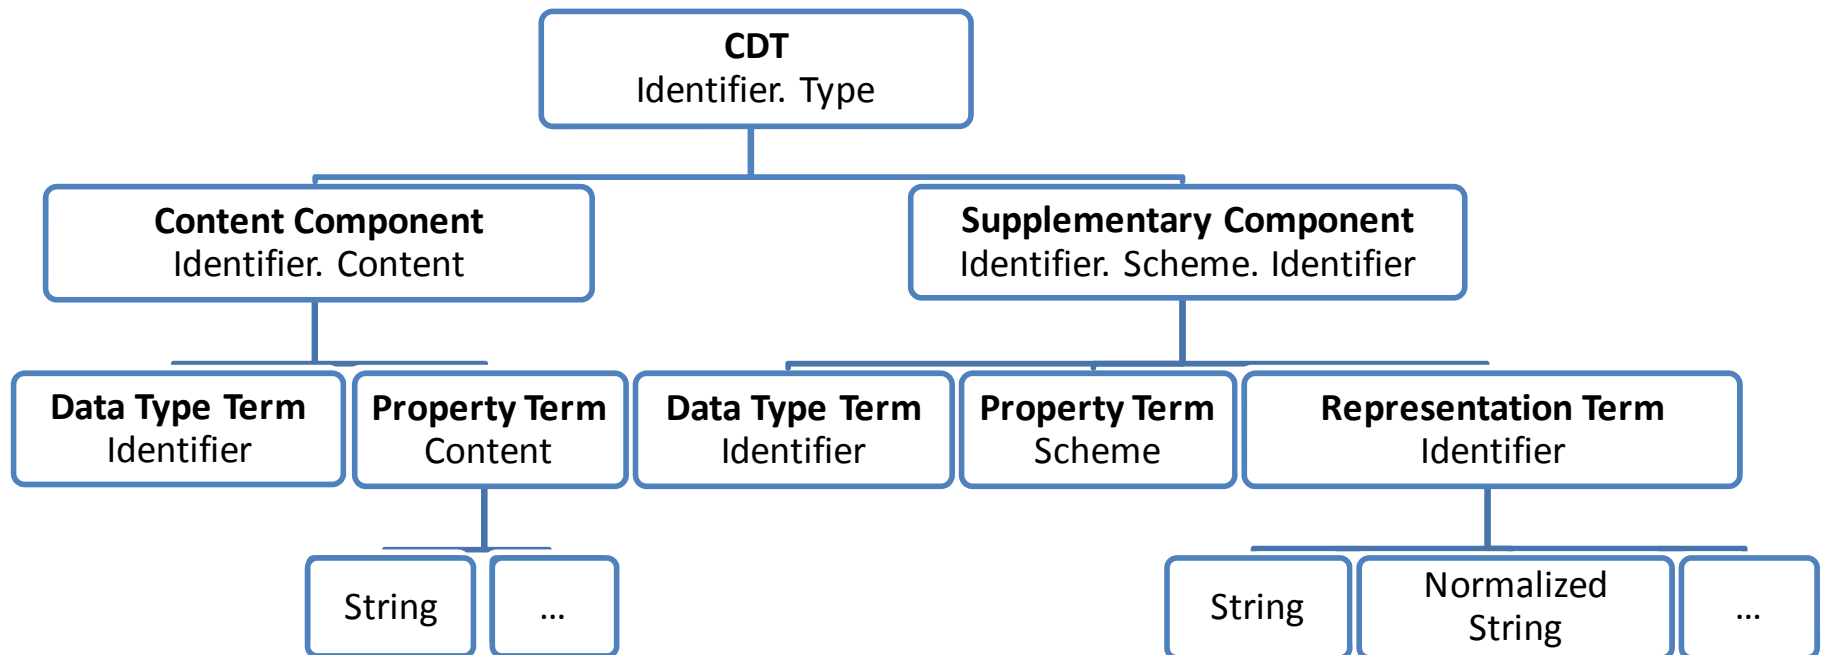 CDT
Identifier. Type
Content Component
Identifier. Content
Supplementary Component
Identifier. Scheme. Identifier
Data Type Term
Identifier
Property Term
Content
Data Type Term
Identifier
Property Term
Scheme
Representation Term
Identifier
String
...
String
Normalized
String
...